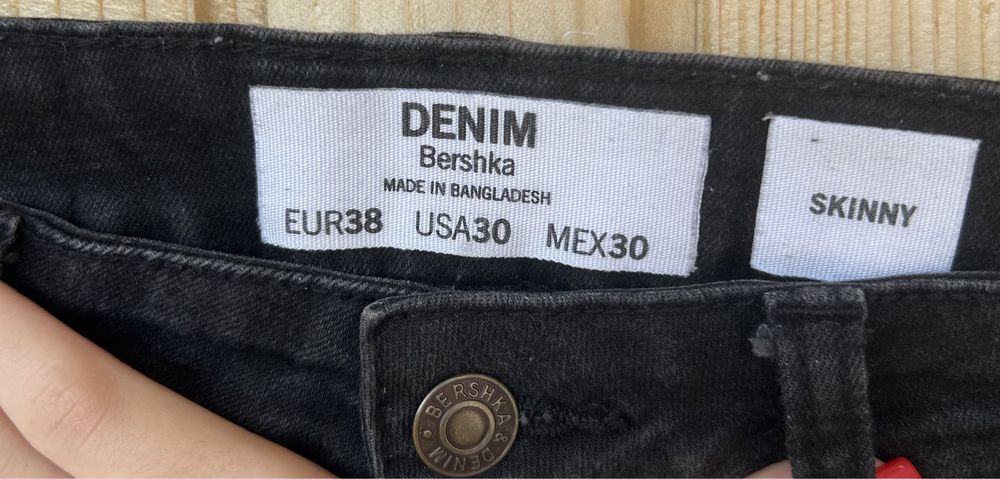 DENIM
Bershka
MADE IN BANGLADESH
EUR38 USA30 MEX30
SKINNY
BERSHKA & DENIM